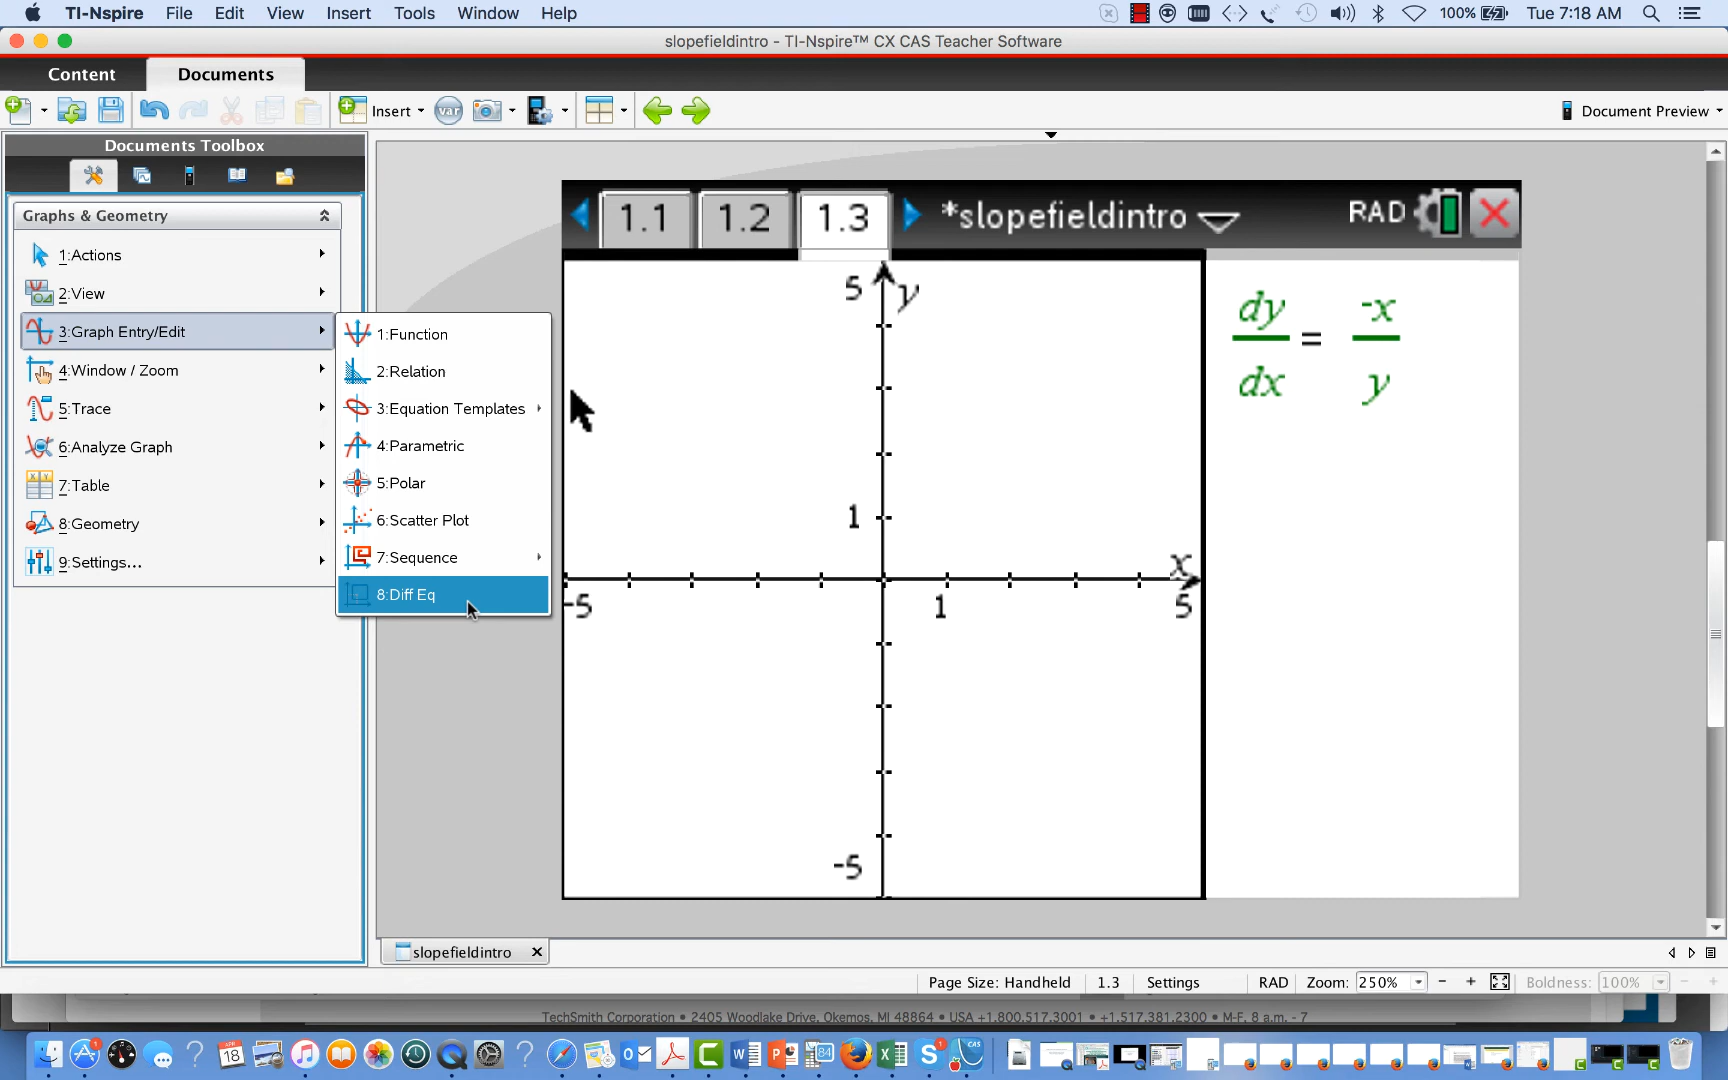 TI-Nspire File Edit View Insert Tools Window Help 100% Tue 7:18 AM
slopefieldintro - TI-Nspire™ CX CAS Teacher Software
Content Documents
Insert var Document Preview
Documents Toolbox
Graphs & Geometry
1:Actions
2:View
3:Graph Entry/Edit
4:Window / Zoom
5:Trace
6:Analyze Graph
7:Table
8:Geometry
9:Settings...
1:Function
2:Relation
3:Equation Templates
4:Parametric
5:Polar
6:Scatter Plot
7:Sequence
8:Diff Eq
1.1 1.2 1.3 *slopefieldintro RAD
5 y
1
x
-5 1 5
-5
dy/dx = -x/y
slopefieldintro
Page Size: Handheld 1.3 Settings RAD Zoom: 250% Boldness: 100%
TechSmith Corporation • 2405 Woodlake Drive, Okemos, MI 48864 • USA +1.800.517.3001 • +1.517.381.2300 • M-F, 8 a.m. - 7